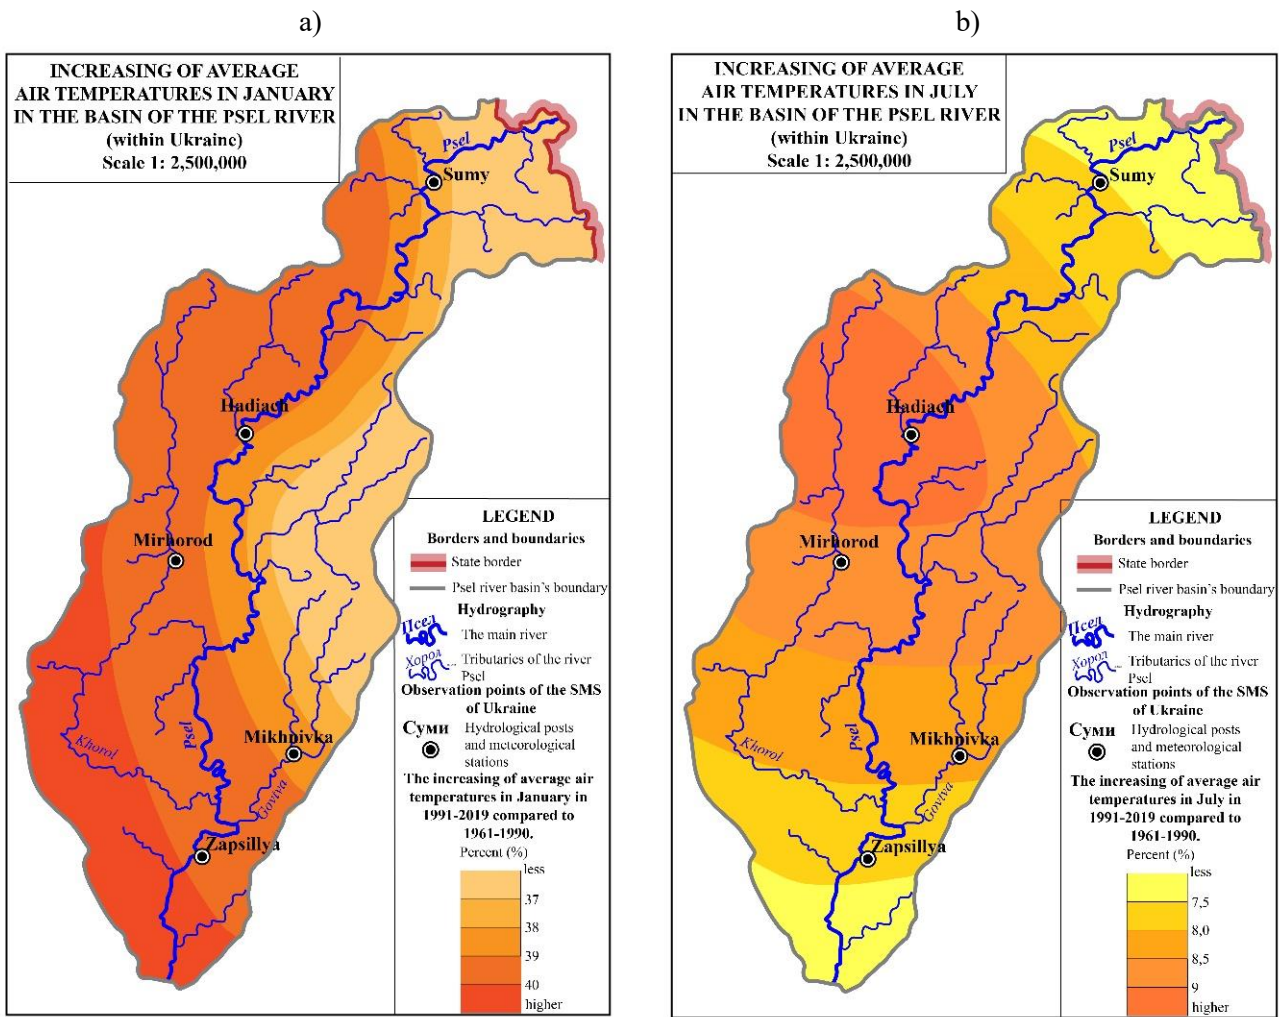 a)
INCREASING OF AVERAGE
AIR TEMPERATURES IN JANUARY
IN THE BASIN OF THE PSEL RIVER
(within Ukraine)
Scale 1: 2,500,000
Psel
Sumy
Hadiach
Mirhorod
Psel
Mikhnivka
Khorol
Govtva
Zapsillya
LEGEND
Borders and boundaries
State border
Psel river basin's boundary
Hydrography
Псел
The main river
Хорол
Tributaries of the river
Psel
Observation points of the SMS
of Ukraine
Суми
Hydrological posts
and meteorological
stations
The increasing of average air
temperatures in January in
1991-2019 compared to
1961-1990.
Percent (%)
less
37
38
39
40
higher
b)
INCREASING OF AVERAGE
AIR TEMPERATURES IN JULY
IN THE BASIN OF THE PSEL RIVER
(within Ukraine)
Scale 1: 2,500,000
Psel
Sumy
Hadiach
Mirhorod
Psel
Mikhnivka
Khorol
Govtva
Zapsillya
LEGEND
Borders and boundaries
State border
Psel river basin's boundary
Hydrography
Псел
The main river
Хорол
Tributaries of the river
Psel
Observation points of the SMS
of Ukraine
Суми
Hydrological posts
and meteorological
stations
The increasing of average air
temperatures in July in
1991-2019 compared to
1961-1990.
Percent (%)
less
7,5
8,0
8,5
9
higher